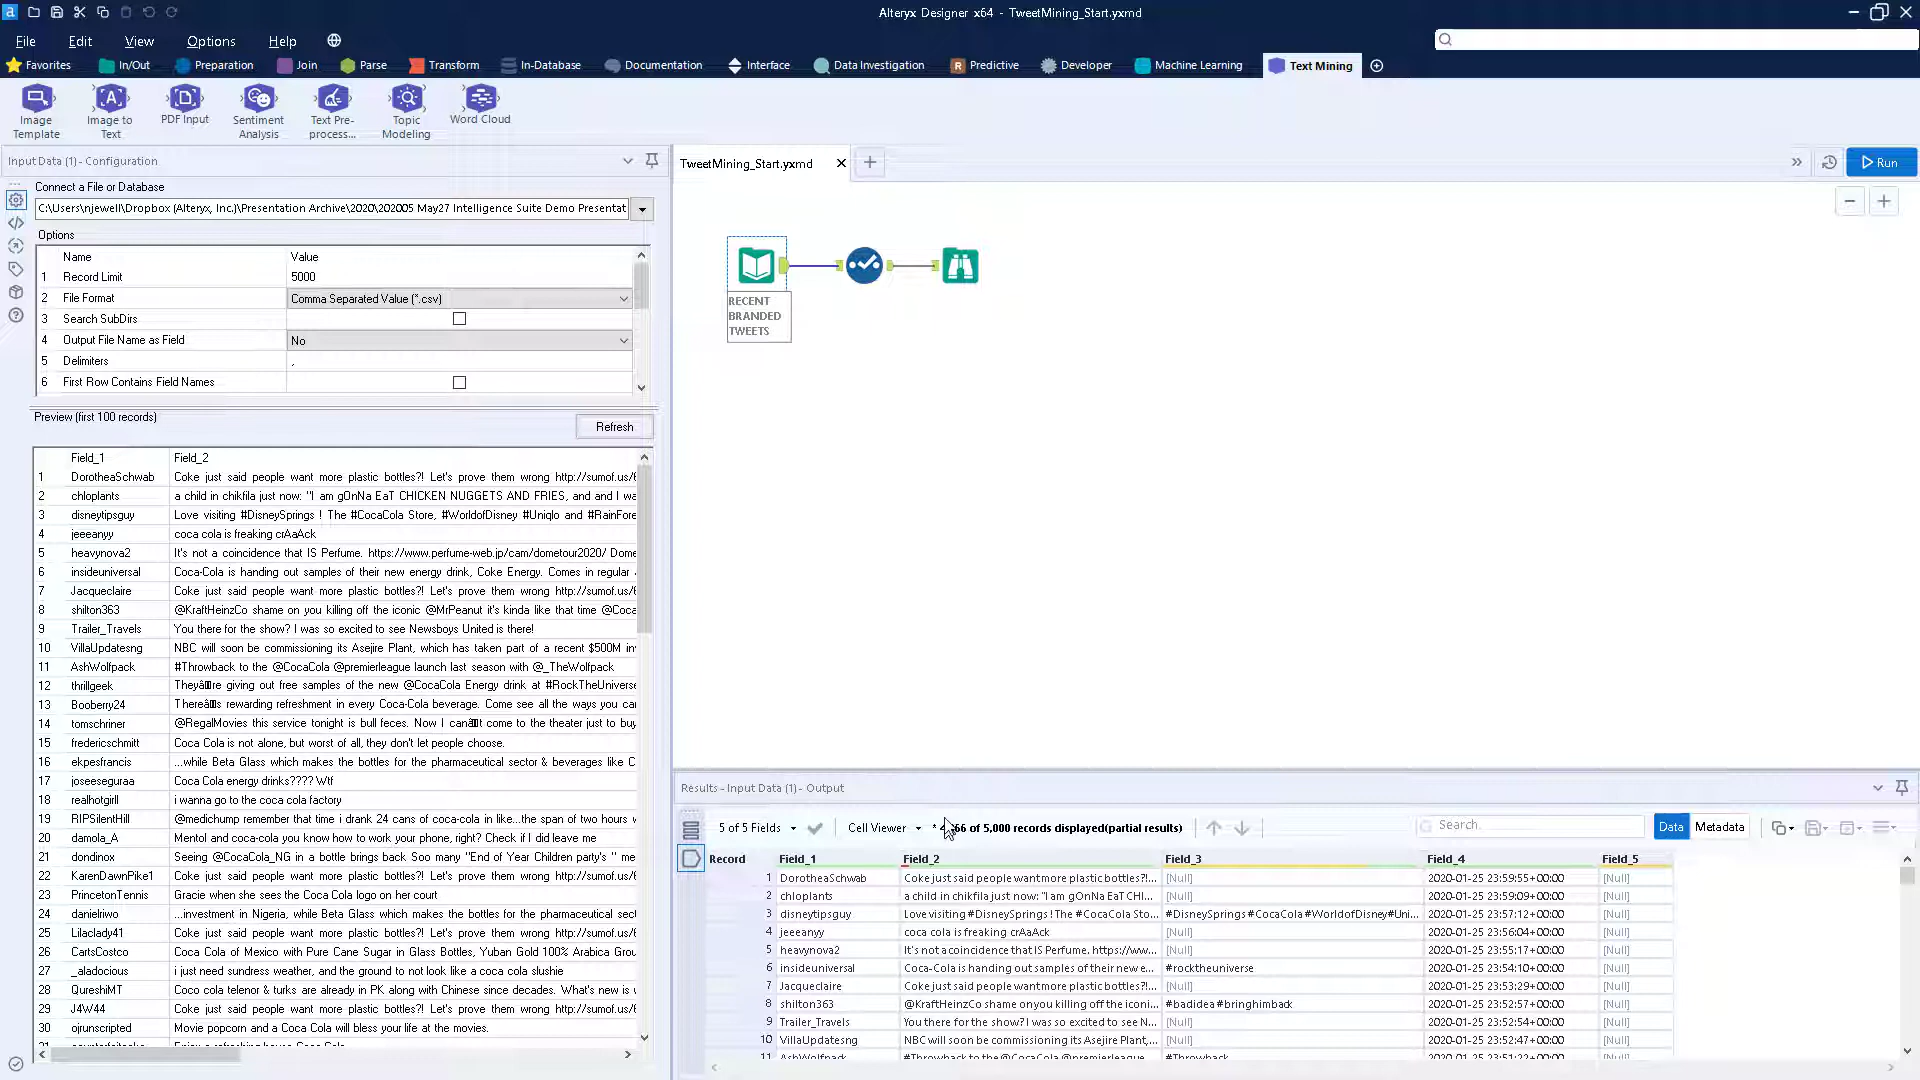 Alteryx Designer x64 - TweetMining_Start.yxmd
File Edit View Options Help
Favorites In/Out Preparation Join Parse Transform In-Database Documentation Interface Data Investigation Predictive Developer Machine Learning Text Mining
Image Template
Image to Text
PDF Input
Sentiment Analysis
Text Pre-process...
Topic Modeling
Word Cloud
Input Data (1) - Configuration
Connect a File or Database
C:\Users\njewell\Dropbox (Alteryx, Inc.)\Presentation Archive\2020\202005 May27 Intelligence Suite Demo Presentat
Options
Name Value
1 Record Limit 5000
2 File Format Comma Separated Value (*.csv)
3 Search SubDirs
4 Output File Name as Field No
5 Delimiters ,
6 First Row Contains Field Names
Preview (first 100 records)
Refresh
Field_1 Field_2
1 DorotheaSchwab Coke just said people want more plastic bottles?! Let's prove them wrong http://sumof.us/6
2 chloplants a child in chikfila just now: "I am gOnNa EaT CHICKEN NUGGETS AND FRIES, and and I wa
3 disneytipsguy Love visiting #DisneySprings ! The #CocaCola Store, #WorldofDisney #Uniqlo and #RainFore
4 jeeeanyy coca cola is freaking crAaAck
5 heavynova2 It's not a coincidence that IS Perfume. https://www.perfume-web.jp/cam/dometour2020/ Dome
6 insideuniversal Coca-Cola is handing out samples of their new energy drink, Coke Energy. Comes in regular
7 Jacqueclaire Coke just said people want more plastic bottles?! Let's prove them wrong http://sumof.us/6
8 shilton363 @KraftHeinzCo shame on you killing off the iconic @MrPeanut it's kinda like that time @Coca
9 Trailer_Travels You there for the show? I was so excited to see Newsboys United is there!
10 VillaUpdatesng NBC will soon be commissioning its Asejire Plant, which has taken part of a recent $500M in
11 AshWolfpack #Throwback to the @CocaCola @premierleague launch last season with @_TheWolfpack
12 thrillgeek giving out free samples of the new @CocaCola Energy drink at #RockTheUniverse
13 Booberry24 rewarding refreshment in every Coca-Cola beverage. Come see all the ways you ca
14 tomschriner @RegalMovies this service tonight is bull feces. Now I come to the theater just to buy
15 fredericschmitt Coca Cola is not alone, but worst of all, they don't let people choose.
16 ekpesfrancis ...while Beta Glass which makes the bottles for the pharmaceutical sector & beverages like C
17 joseeseguraa Coca Cola energy drinks???? Wtf
18 realhotgirll i wanna go to the coca cola factory
19 RIPSilentHill @medichump remember that time i drank 24 cans of coca-cola in like...the span of two hours
20 damola_A Mentol and coca-cola you know how to work your phone, right? Check if I did leave me
21 dondinox Seeing @CocaCola_NG in a bottle brings back Soo many "End of Year Children party's " me
22 KarenDawnPike1 Coke just said people want more plastic bottles?! Let's prove them wrong http://sumof.us/6
23 PrincetonTennis Gracie when she sees the Coca Cola logo on her court
24 danielriwo ...investment in Nigeria, while Beta Glass which makes the bottles for the pharmaceutical sect
25 Lilaclady41 Coke just said people want more plastic bottles?! Let's prove them wrong http://sumof.us/6
26 CartsCostco Coca Cola of Mexico with Pure Cane Sugar in Glass Bottles, Yuban Gold 100% Arabica Grou
27 _aladocious i just need sundress weather, and the ground to not look like a coca cola slushie
28 QureshiMT Coco cola telenor & turks are already in PK along with Chinese since decades. What's new is
29 J4W44 Coke just said people want more plastic bottles?! Let's prove them wrong http://sumof.us/6
30 ojrunscripted Movie popcorn and a Coca Cola will bless your life at the movies.
TweetMining_Start.yxmd
Run
RECENT
BRANDED
TWEETS
Results - Input Data (1) - Output
5 of 5 Fields Cell Viewer 66 of 5,000 records displayed(partial results) Search... Data Metadata
Record Field_1 Field_2 Field_3 Field_4 Field_5
1 DorotheaSchwab Coke just said people want more plastic bottles?!... [Null] 2020-01-25 23:59:55+00:00 [Null]
2 chloplants a child in chikfila just now: "I am gOnNa EaT CHI... [Null] 2020-01-25 23:59:09+00:00 [Null]
3 disneytipsguy Love visiting #DisneySprings ! The #CocaCola Sto... #DisneySprings #CocaCola #WorldofDisney#Uni... 2020-01-25 23:57:12+00:00 [Null]
4 jeeeanyy coca cola is freaking crAaAck [Null] 2020-01-25 23:56:04+00:00 [Null]
5 heavynova2 It's not a coincidence that IS Perfume. https://ww... [Null] 2020-01-25 23:55:17+00:00 [Null]
6 insideuniversal Coca-Cola is handing out samples of their new e... #rocktheuniverse 2020-01-25 23:54:10+00:00 [Null]
7 Jacqueclaire Coke just said people want more plastic bottles?!... [Null] 2020-01-25 23:53:29+00:00 [Null]
8 shilton363 @KraftHeinzCo shame on you killing off the iconi... #badidea #bringhimback 2020-01-25 23:52:57+00:00 [Null]
9 Trailer_Travels You there for the show? I was so excited to see N... [Null] 2020-01-25 23:52:54+00:00 [Null]
10 VillaUpdatesng NBC will soon be commissioning its Asejire Plant,... [Null] 2020-01-25 23:52:47+00:00 [Null]
11 AshWolfpack #Throwback to the @CocaCola @premierleague... #Throwback 2020-01-25 23:51:22+00:00 [Null]